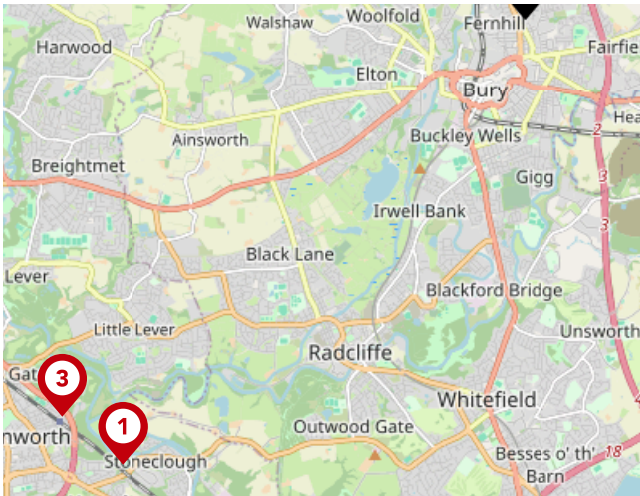 Woolfold
Walshaw
Fernhill
Harwood
Fairfie
Elton
Bury
Hea
2
Ainsworth
Buckley Wells
Breightmet
Gigg
3
Irwell Bank
3
Black Lane
Lever
Blackford Bridge
Little Lever
Unsworth
Radcliffe
Gat
3
4
Whitefield
1
Outwood Gate
nworth
Stoneclough
Besses o' th'
Barn
18